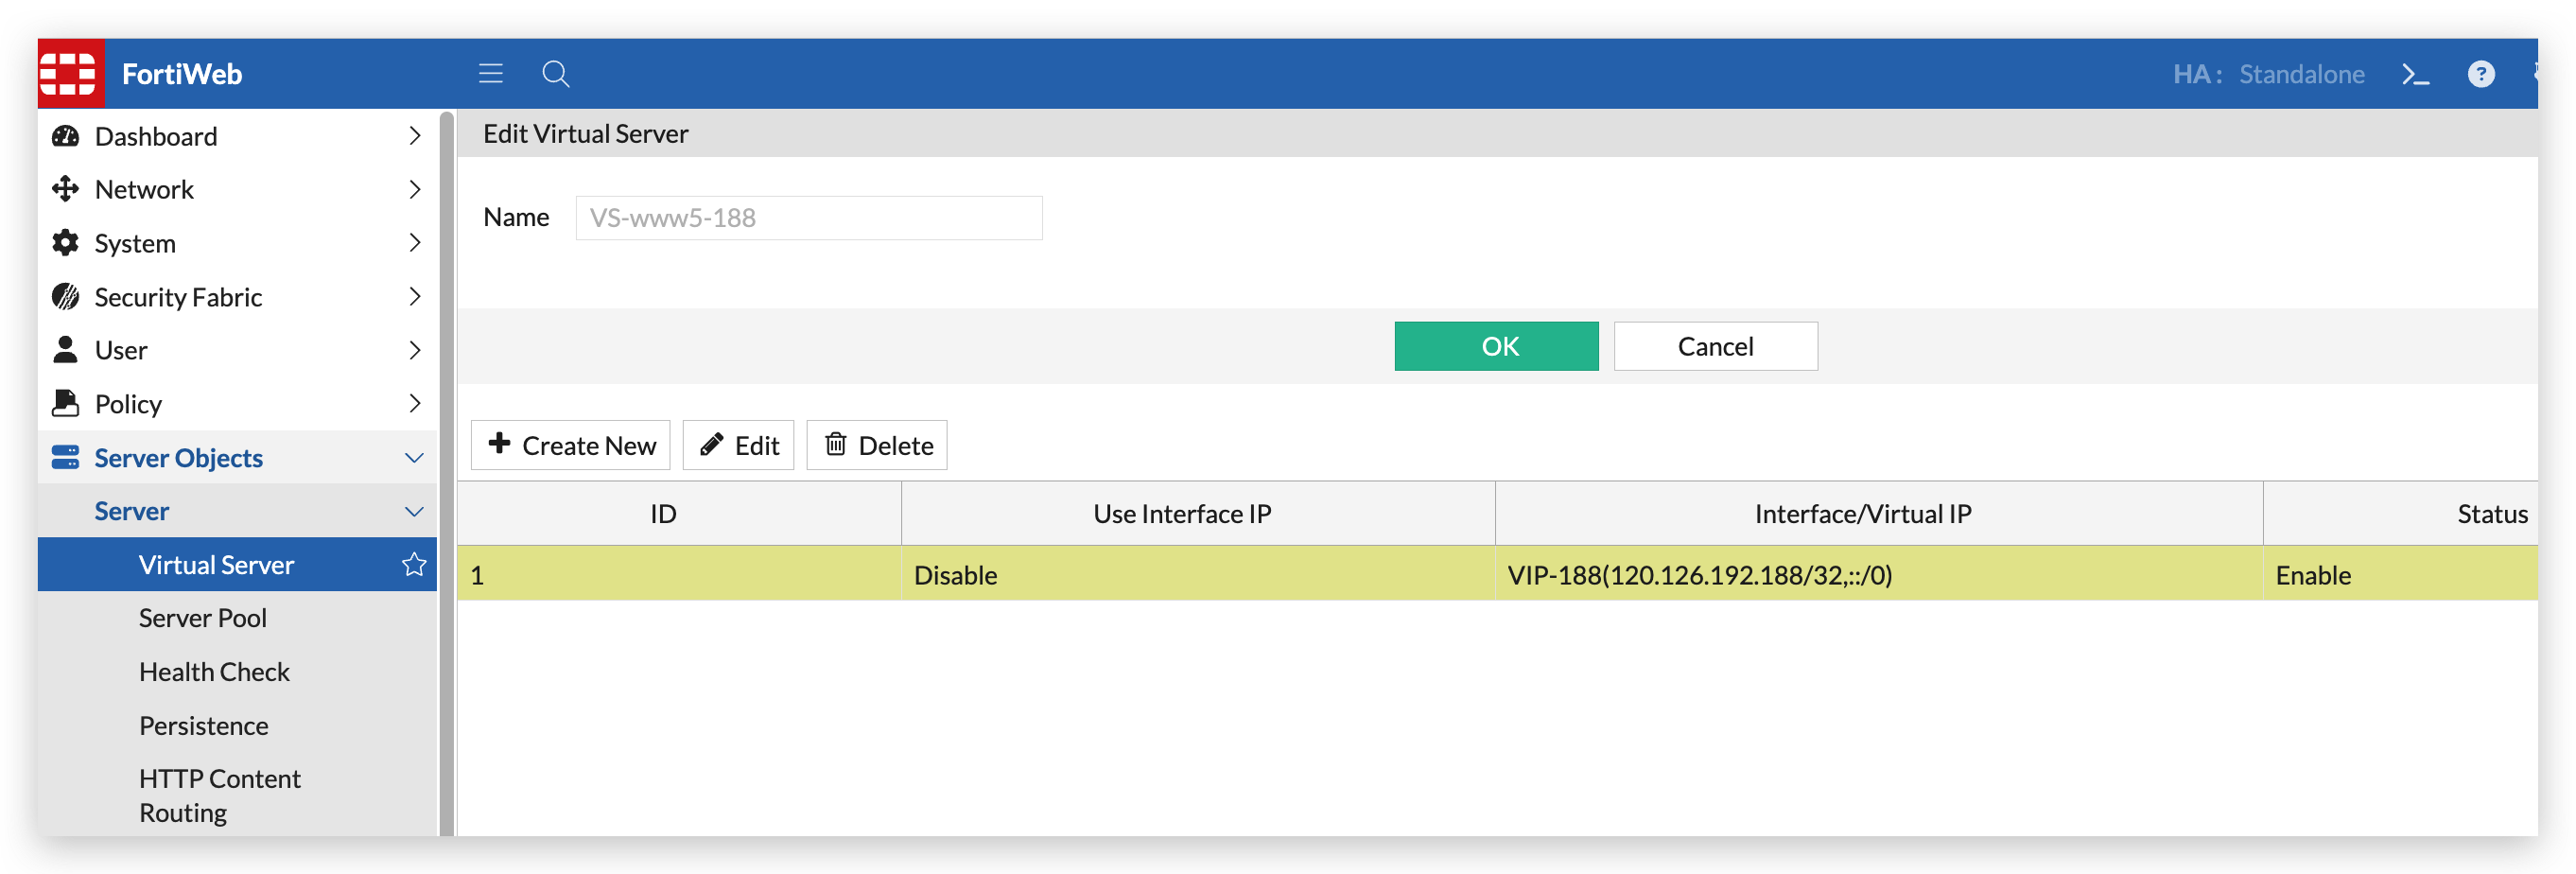 FortiWeb
HA: Standalone
Dashboard
Network
System
Security Fabric
User
Policy
Server Objects
Server
Virtual Server
Server Pool
Health Check
Persistence
HTTP Content
Routing
Edit Virtual Server
Name VS-www5-188
OK Cancel
Create New Edit Delete
ID Use Interface IP Interface/Virtual IP Status
1 Disable VIP-188(120.126.192.188/32,::/0) Enable